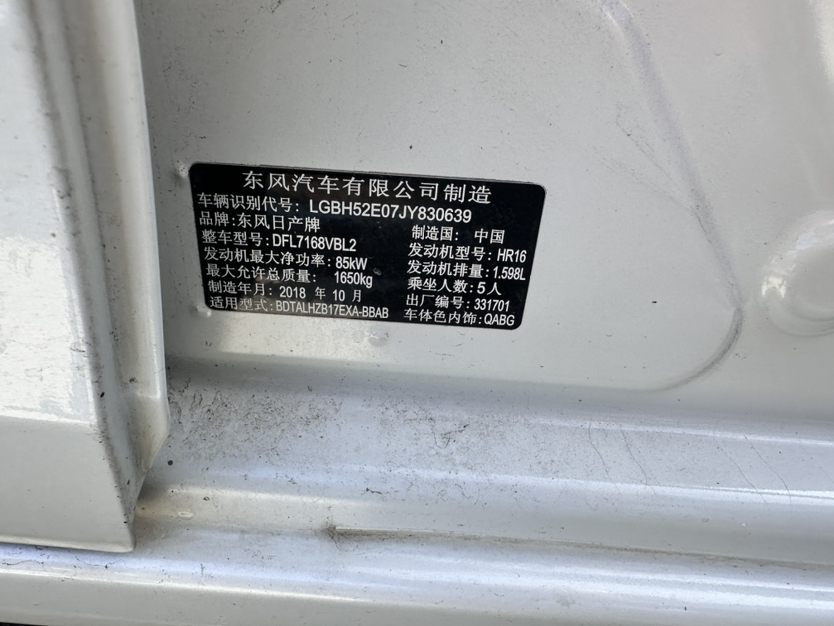 东风汽车有限公司制造
车辆识别代号: LGBH52E07JY830639
品牌:东风日产牌 制造国: 中国
整车型号:DFL7168VBL2 发动机型号: HR16
发动机最大净功率: 85kW 发动机排量:1.598L
最大允许总质量: 1650kg 乘坐人数:5人
制造年月: 2018 年 10 月 出厂编号:331701
适用型式:BDTALHZB17EXA-BBAB 车体色内饰:QABG